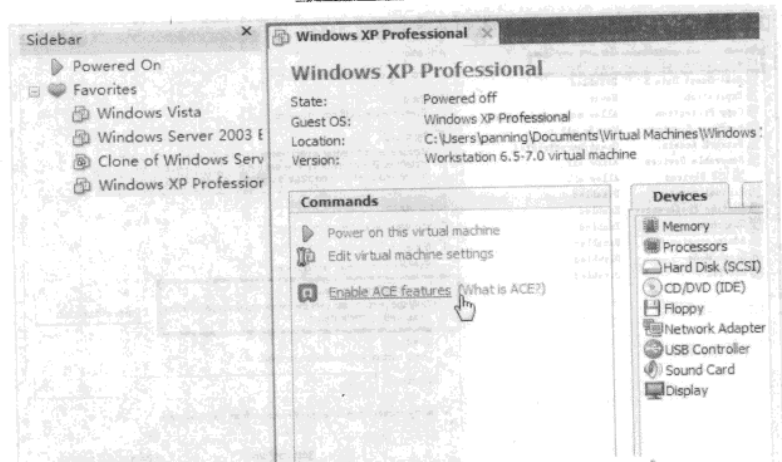 Sidebar ×
Powered On
Favorites
Windows Vista
Windows Server 2003 E
Clone of Windows Serv
Windows XP Profession
Windows XP Professional ×
Windows XP Professional
State: Powered off
Guest OS: Windows XP Professional
Location: C:\Users\panning\Documents\Virtual Machines\Windows
Version: Workstation 6.5-7.0 virtual machine
Commands
Power on this virtual machine
Edit virtual machine settings
Enable ACE features (What is ACE?)
Devices
Memory
Processors
Hard Disk (SCSI)
CD/DVD (IDE)
Floppy
Network Adapter
USB Controller
Sound Card
Display